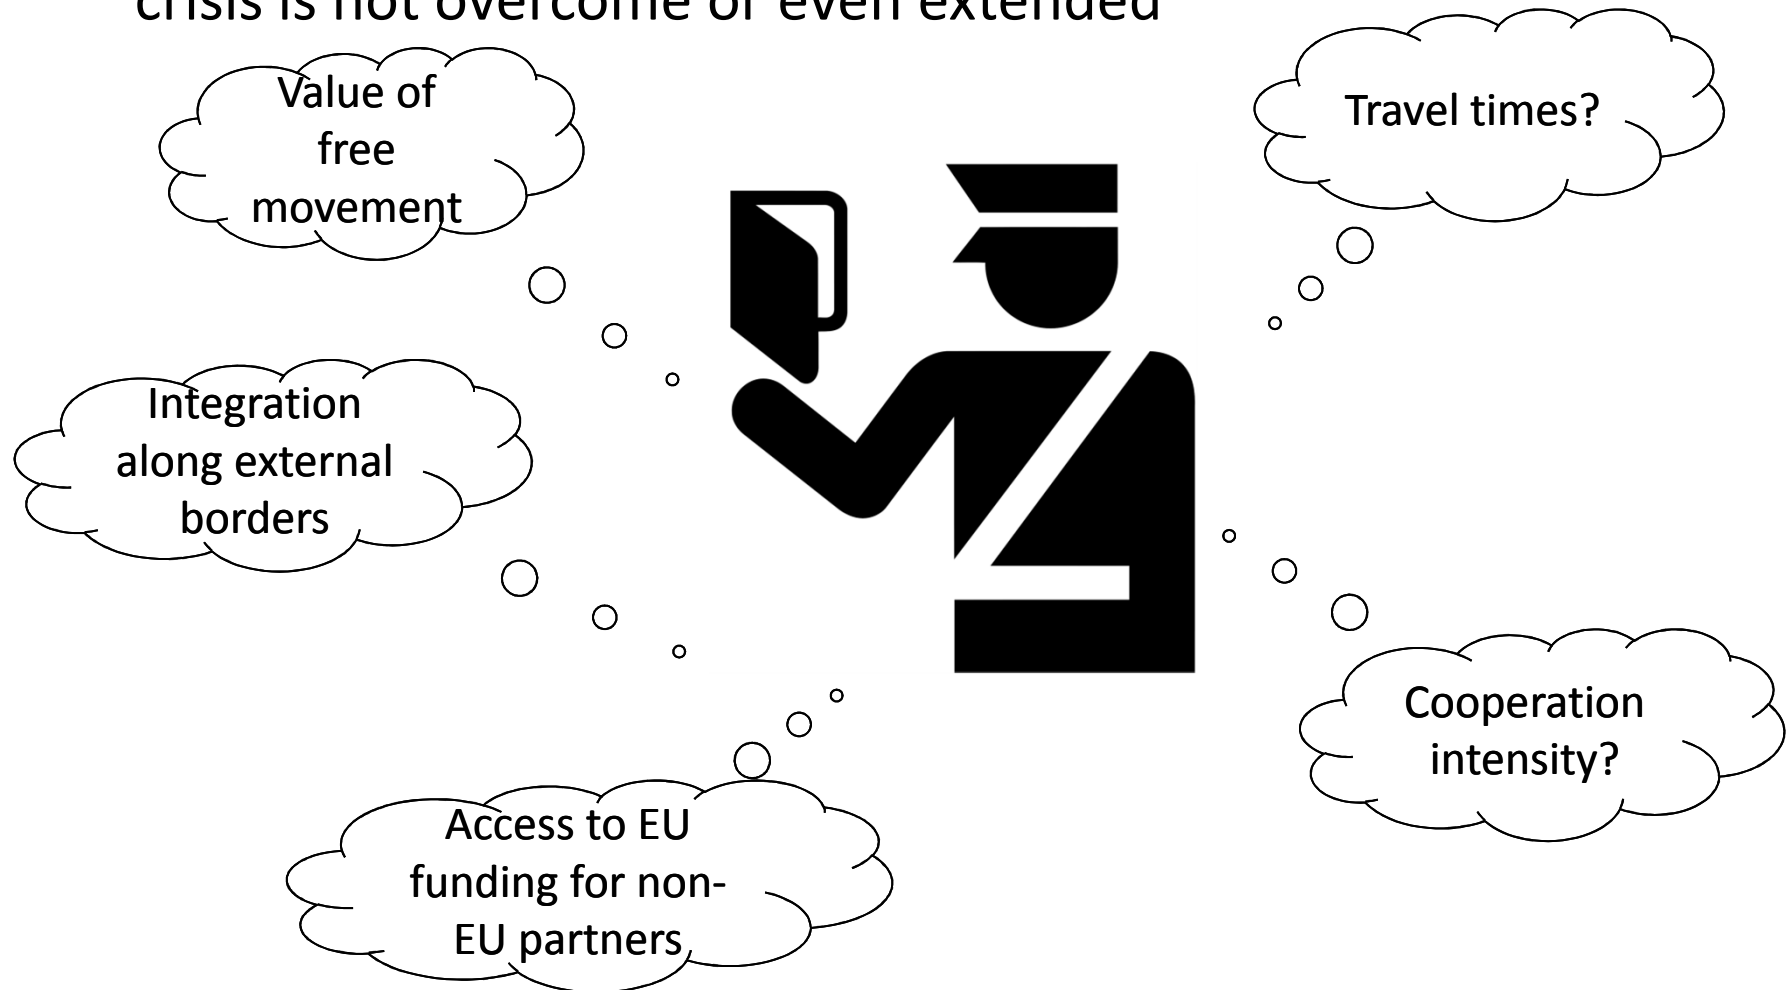 crisis is not overcome or even extended
Value of
free
movement
Travel times?
Integration
along external
borders
Cooperation
intensity?
Access to EU
funding for non-
EU partners